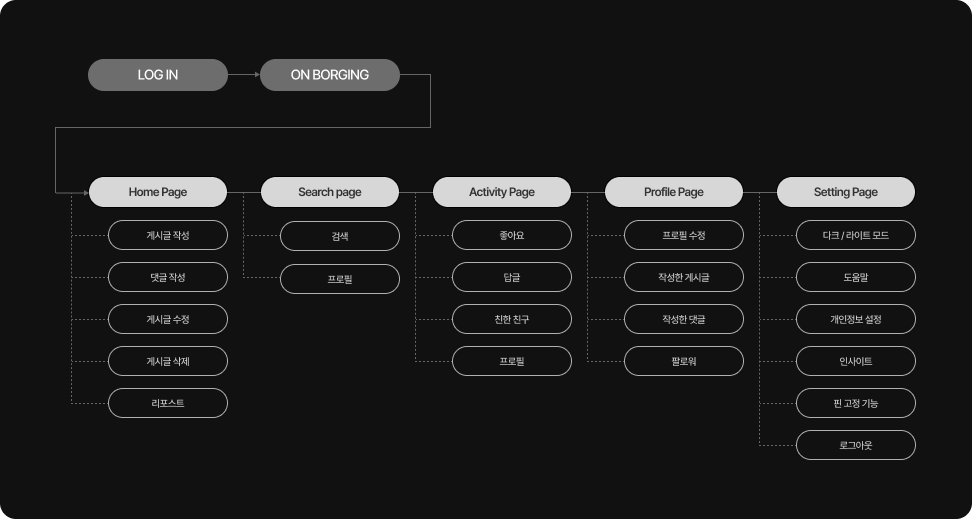 LOG IN
ON BORGING
Home Page
Search page
Activity Page
Profile Page
Setting Page
게시글 작성
댓글 작성
게시글 수정
게시글 삭제
리포스트
검색
프로필
좋아요
답글
친한 친구
프로필
프로필 수정
작성한 게시글
작성한 댓글
팔로워
다크 / 라이트 모드
도움말
개인정보 설정
인사이트
핀 고정 기능
로그아웃